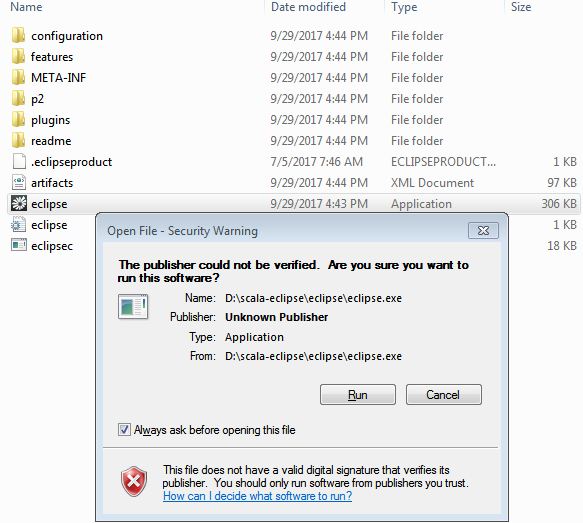 Name Date modified Type Size
configuration 9/29/2017 4:44 PM File folder
features 9/29/2017 4:44 PM File folder
META-INF 9/29/2017 4:44 PM File folder
p2 9/29/2017 4:44 PM File folder
plugins 9/29/2017 4:44 PM File folder
readme 9/29/2017 4:44 PM File folder
.eclipseproduct 7/5/2017 7:46 AM ECLIPSEPRODUCT... 1 KB
artifacts 9/29/2017 4:44 PM XML Document 97 KB
eclipse 9/29/2017 4:43 PM Application 306 KB
eclipse 1 KB
eclipsec 18 KB
Open File - Security Warning
The publisher could not be verified. Are you sure you want to
run this software?
Name: D:\scala-eclipse\eclipse\eclipse.exe
Publisher: Unknown Publisher
Type: Application
From: D:\scala-eclipse\eclipse\eclipse.exe
Run Cancel
Always ask before opening this file
This file does not have a valid digital signature that verifies its
publisher. You should only run software from publishers you trust.
How can I decide what software to run?